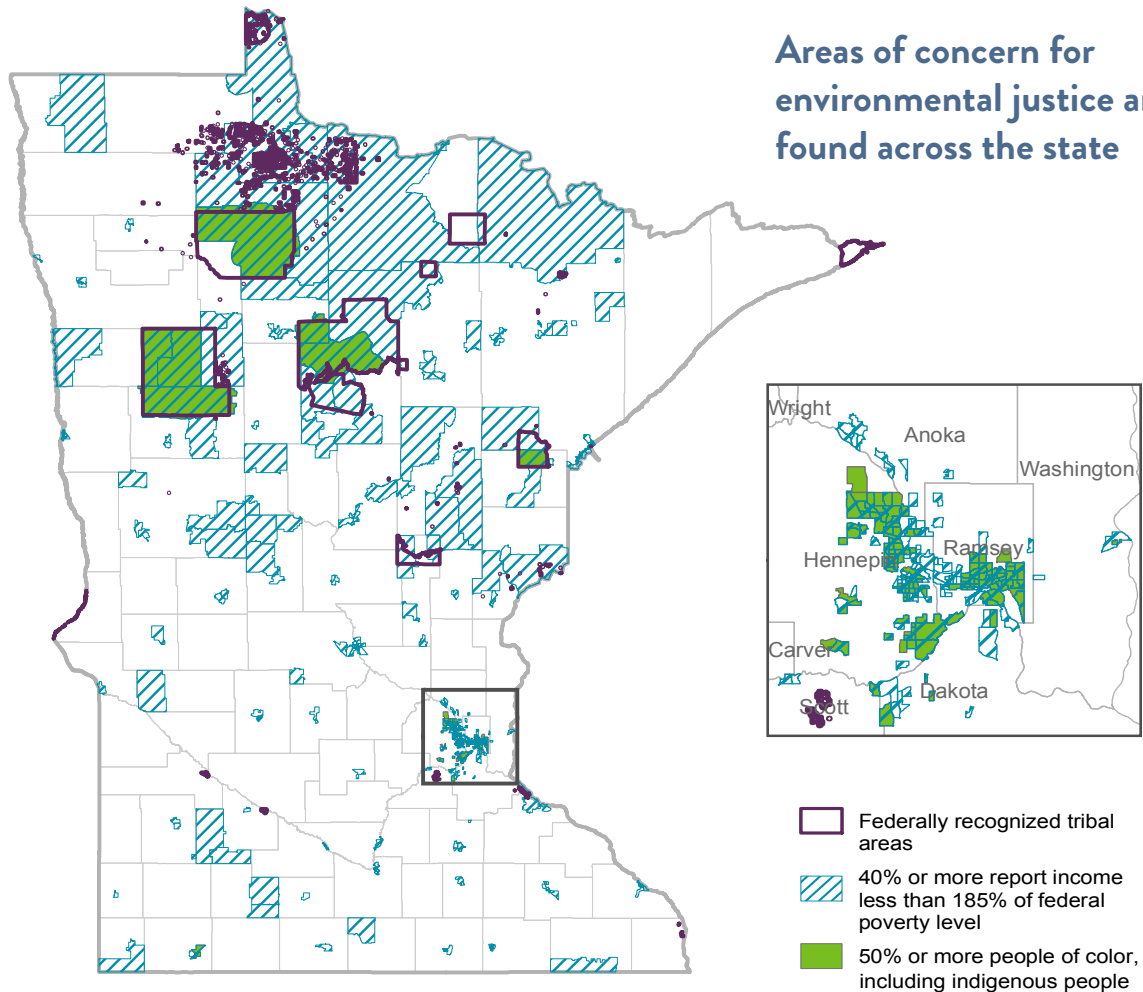 Areas of concern for
environmental justice ar
found across the state
Wright
Anoka
Washington
Hennepin
Ramsey
Carver
Dakota
Scott
Federally recognized tribal
areas
40% or more report income
less than 185% of federal
poverty level
50% or more people of color,
including indigenous people